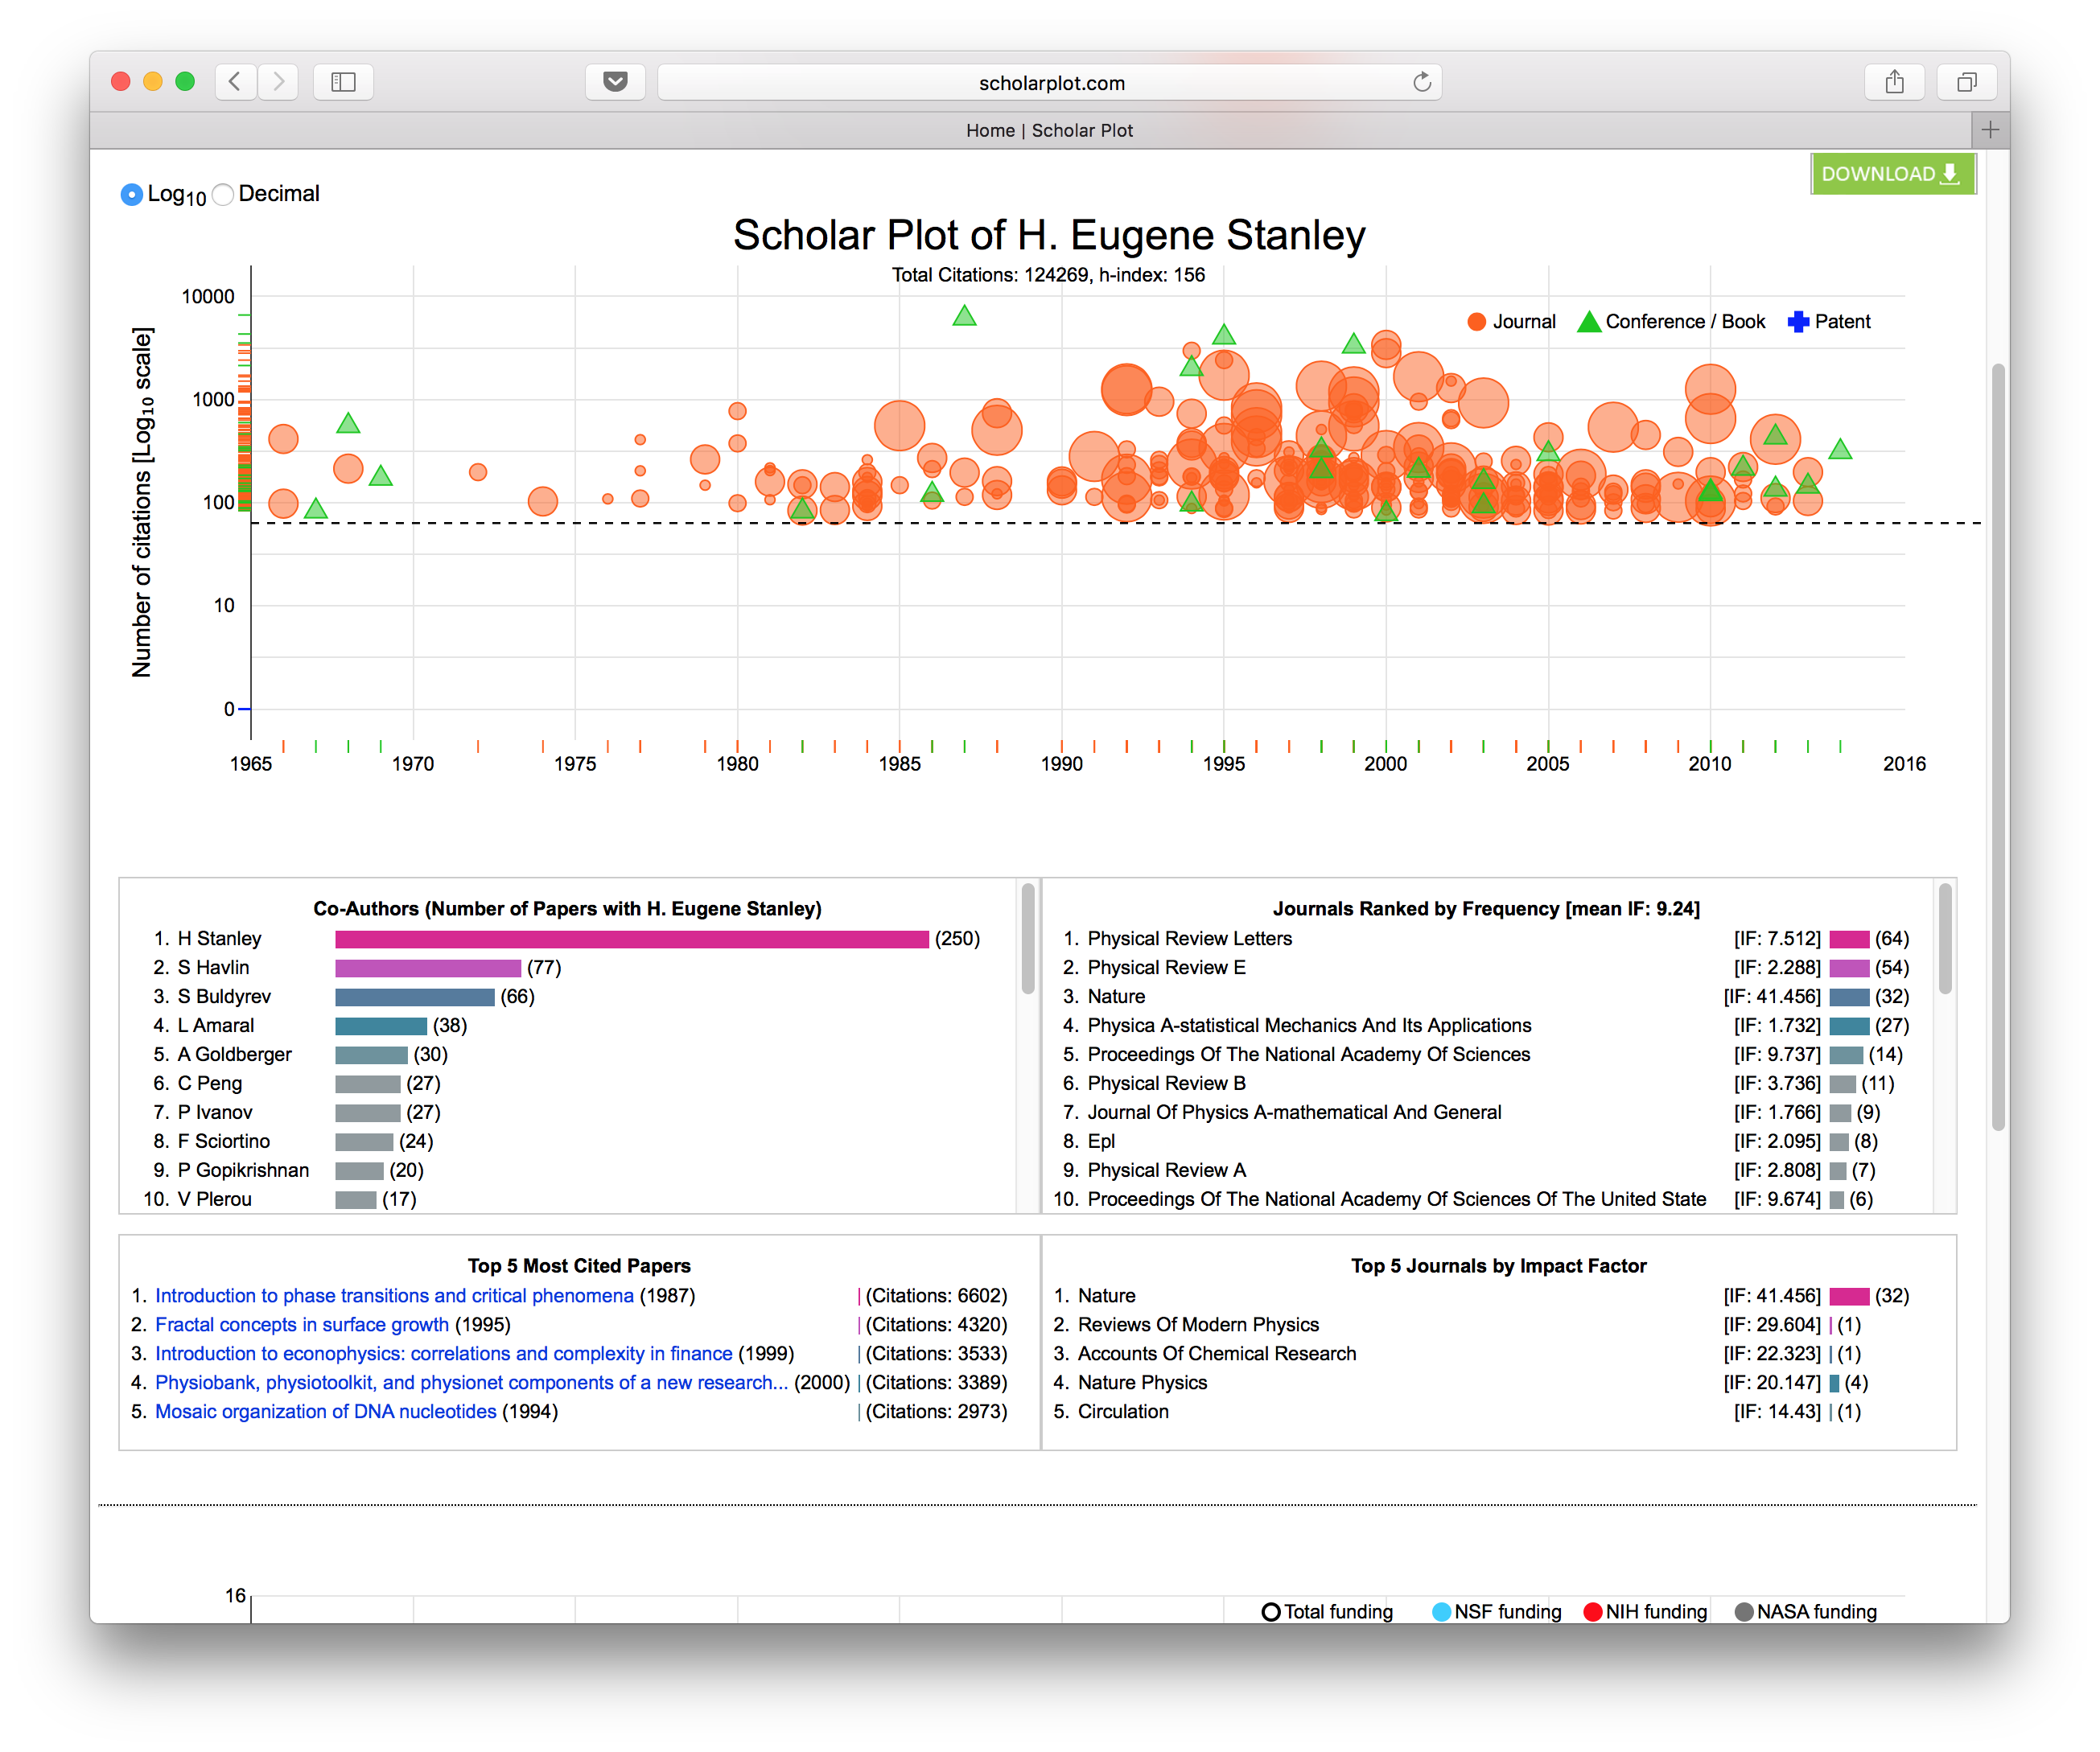 scholarplot.com
Home | Scholar Plot
DOWNLOAD
Log10 Decimal
Scholar Plot of H. Eugene Stanley
Total Citations: 124269, h-index: 156
Journal Conference / Book Patent
Number of citations [Log10 scale]
10000
1000
100
10
0
1965 1970 1975 1980 1985 1990 1995 2000 2005 2010 2016
Co-Authors (Number of Papers with H. Eugene Stanley)
1. H Stanley (250)
2. S Havlin (77)
3. S Buldyrev (66)
4. L Amaral (38)
5. A Goldberger (30)
6. C Peng (27)
7. P Ivanov (27)
8. F Sciortino (24)
9. P Gopikrishnan (20)
10. V Plerou (17)
Journals Ranked by Frequency [mean IF: 9.24]
1. Physical Review Letters [IF: 7.512] (64)
2. Physical Review E [IF: 2.288] (54)
3. Nature [IF: 41.456] (32)
4. Physica A-statistical Mechanics And Its Applications [IF: 1.732] (27)
5. Proceedings Of The National Academy Of Sciences [IF: 9.737] (14)
6. Physical Review B [IF: 3.736] (11)
7. Journal Of Physics A-mathematical And General [IF: 1.766] (9)
8. Epl [IF: 2.095] (8)
9. Physical Review A [IF: 2.808] (7)
10. Proceedings Of The National Academy Of Sciences Of The United State [IF: 9.674] (6)
Top 5 Most Cited Papers
1. Introduction to phase transitions and critical phenomena (1987) (Citations: 6602)
2. Fractal concepts in surface growth (1995) (Citations: 4320)
3. Introduction to econophysics: correlations and complexity in finance (1999) (Citations: 3533)
4. Physiobank, physiotoolkit, and physionet components of a new research... (2000) (Citations: 3389)
5. Mosaic organization of DNA nucleotides (1994) (Citations: 2973)
Top 5 Journals by Impact Factor
1. Nature [IF: 41.456] (32)
2. Reviews Of Modern Physics [IF: 29.604] (1)
3. Accounts Of Chemical Research [IF: 22.323] (1)
4. Nature Physics [IF: 20.147] (4)
5. Circulation [IF: 14.43] (1)
16
Total funding NSF funding NIH funding NASA funding